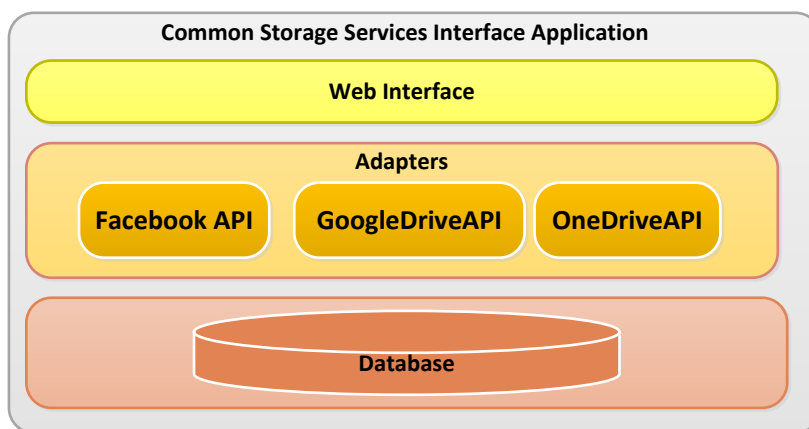 Common Storage Services Interface Application
Web Interface
Adapters
Facebook API
GoogleDriveAPI
OneDriveAPI
Database